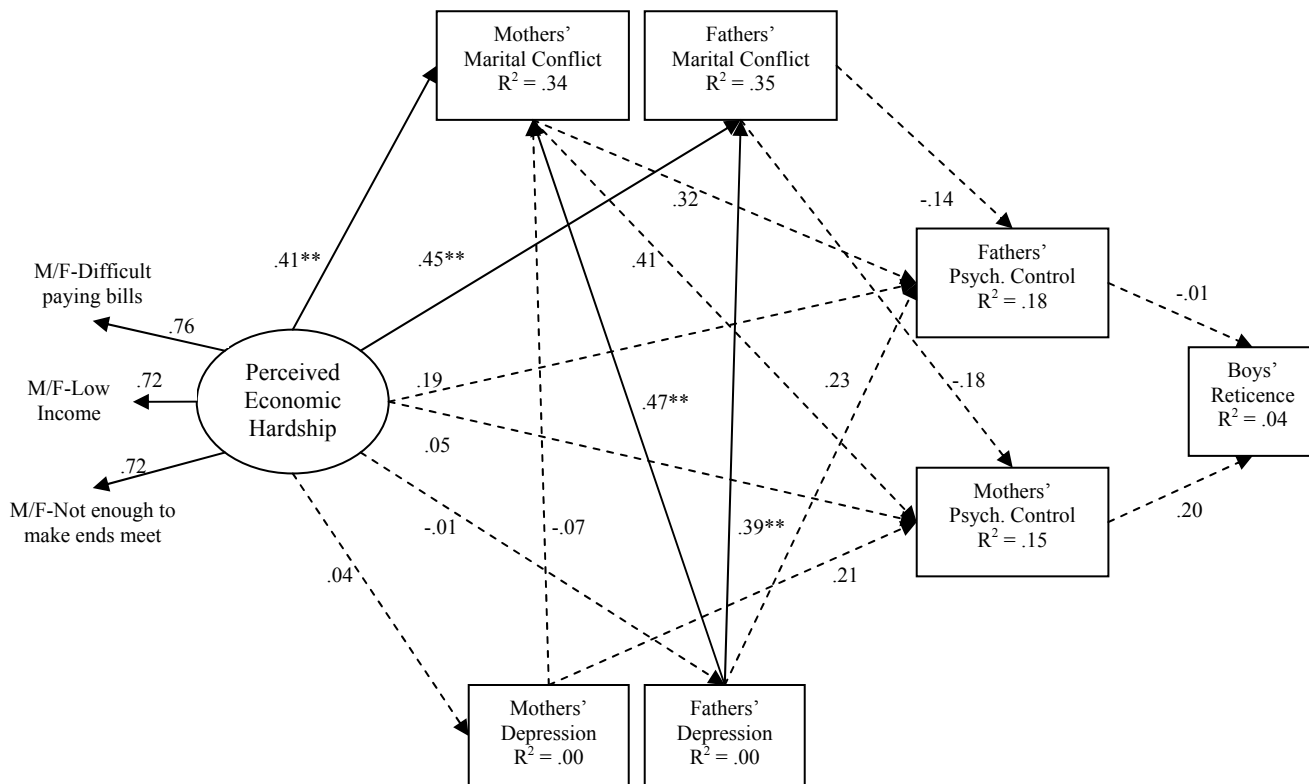 Mothers’
Marital Conflict
R² = .34
Fathers’
Marital Conflict
R² = .35
.32
-.14
.41**
.45**
.41
Fathers’
Psych. Control
R² = .18
-.01
M/F-Difficult
paying bills
.76
M/F-Low
Income
.72
Perceived
Economic
Hardship
.19
.47**
.23
-.18
Boys’
Reticence
R² = .04
.72
M/F-Not enough to
make ends meet
.05
-.01
-.07
.39**
Mothers’
Psych. Control
R² = .15
.20
.04
.21
Mothers’
Depression
R² = .00
Fathers’
Depression
R² = .00